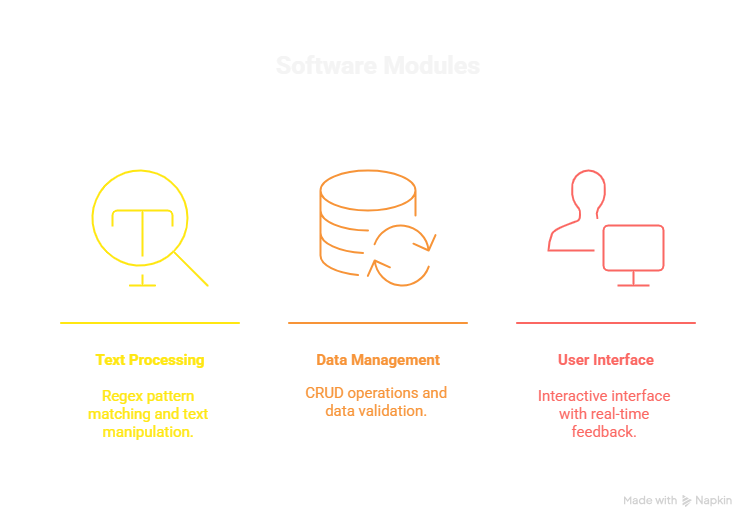 Software Modules
Text Processing
Regex pattern
matching and text
manipulation.
Data Management
CRUD operations and
data validation.
User Interface
Interactive interface
with real-time
feedback.
Made with Napkin